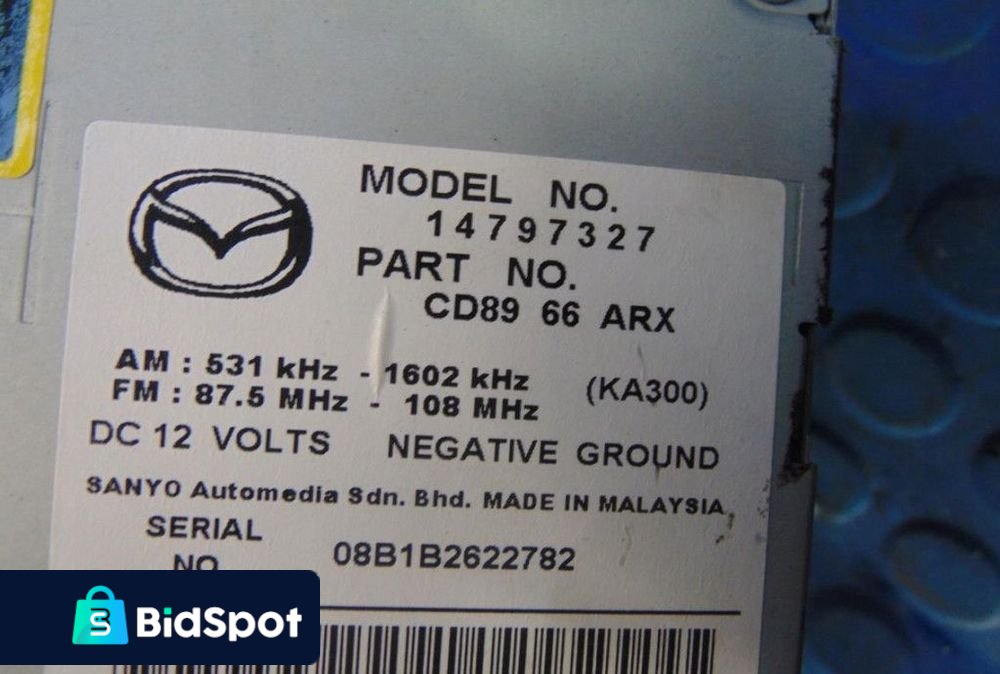 MODEL NO.
14797327
PART NO.
CD89 66 ARX
AM : 531 kHz - 1602 kHz (KA300)
FM : 87.5 MHz - 108 MHz
DC 12 VOLTS NEGATIVE GROUND
SANYO Automedia Sdn. Bhd. MADE IN MALAYSIA
SERIAL
NO 08B1B2622782
BidSpot